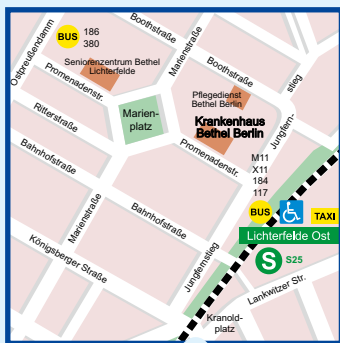 Ostpreußendamm
BUS
186
380
Boothstraße
Marienstraße
Seniorenzentrum Bethel
Lichterfelde
Promenadenstr.
Boothstraße
Jungfern-
stieg
Pflegedienst
Bethel Berlin
Ritterstraße
Marien-
platz
Krankenhaus
Bethel Berlin
Promenadenstr.
Bahnhofstraße
M11
X11
184
117
BUS
TAXI
Marienstraße
Bahnhofstraße
Jungfernstieg
Lichterfelde Ost
S
S25
Königsberger Straße
Lankwitzer Str.
Kranold-
platz